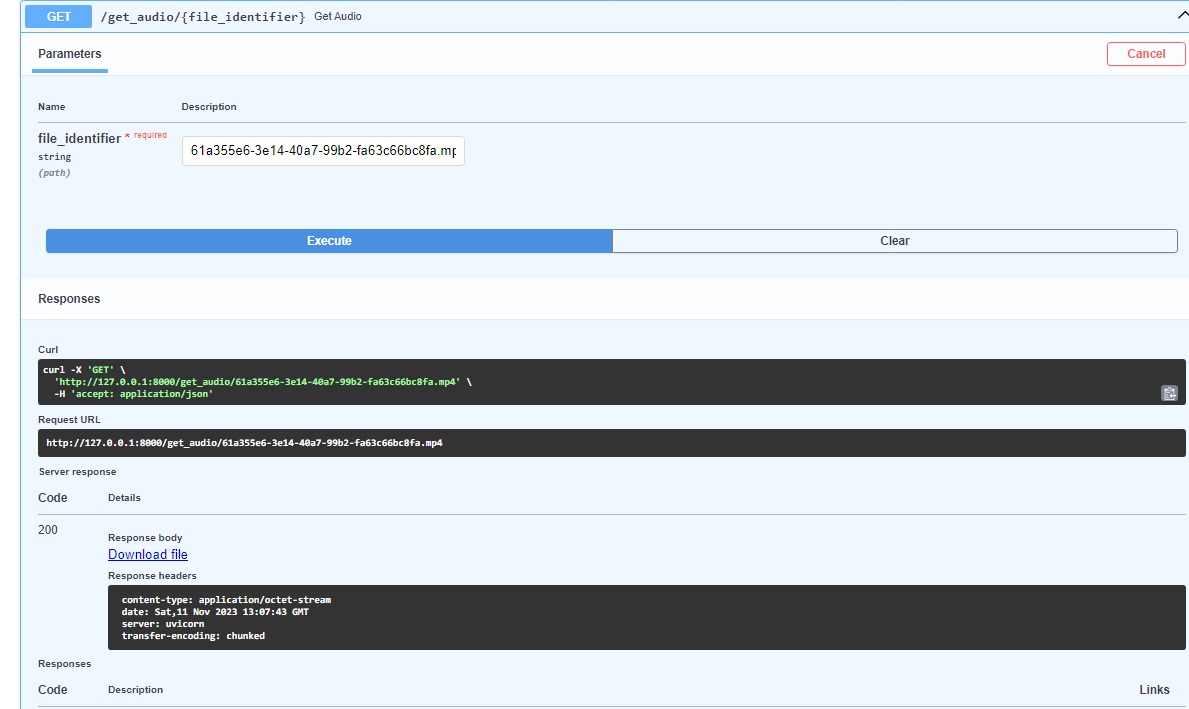 GET /get_audio/{file_identifier} Get Audio
Parameters
Cancel
Name Description
file_identifier * required
string
(path)
61a355e6-3e14-40a7-99b2-fa63c66bc8fa.mp
Execute Clear
Responses
Curl
curl -X 'GET' \
'http://127.0.0.1:8000/get_audio/61a355e6-3e14-40a7-99b2-fa63c66bc8fa.mp4' \
-H 'accept: application/json'
Request URL
http://127.0.0.1:8000/get_audio/61a355e6-3e14-40a7-99b2-fa63c66bc8fa.mp4
Server response
Code Details
200
Response body
Download file
Response headers
content-type: application/octet-stream
date: Sat,11 Nov 2023 13:07:43 GMT
server: uvicorn
transfer-encoding: chunked
Responses
Code Description Links